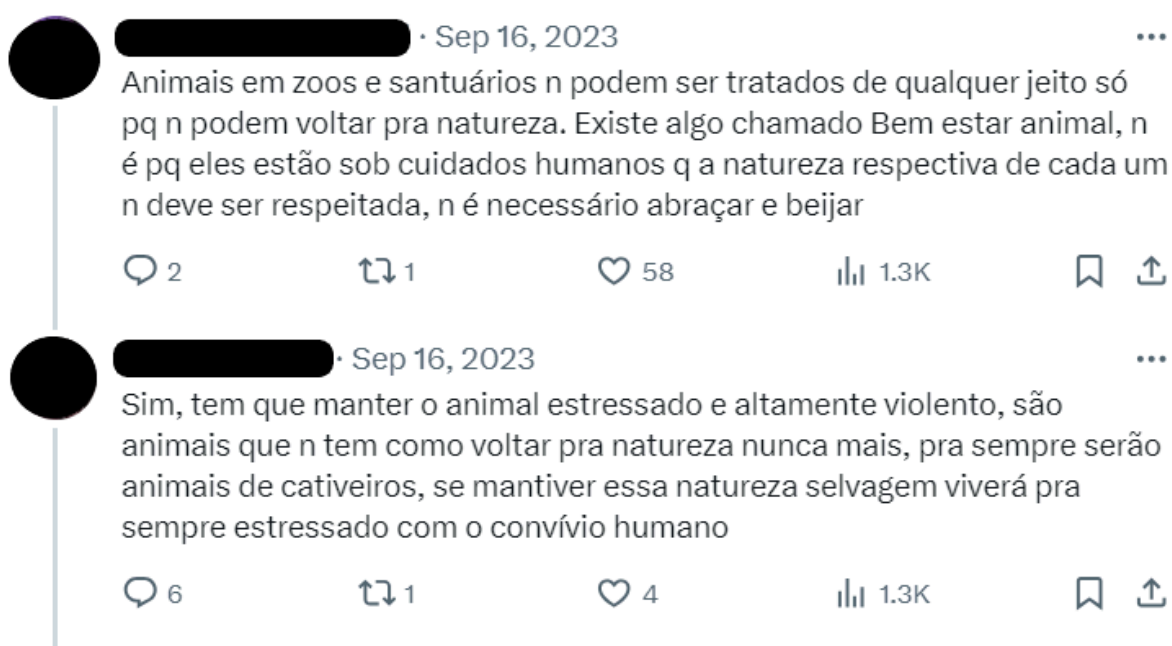 · Sep 16, 2023
Animais em zoos e santuários n podem ser tratados de qualquer jeito só
pq n podem voltar pra natureza. Existe algo chamado Bem estar animal, n
é pq eles estão sob cuidados humanos q a natureza respectiva de cada um
n deve ser respeitada, n é necessário abraçar e beijar
2 1 58 1.3K
· Sep 16, 2023
Sim, tem que manter o animal estressado e altamente violento, são
animais que n tem como voltar pra natureza nunca mais, pra sempre serão
animais de cativeiros, se mantiver essa natureza selvagem viverá pra
sempre estressado com o convívio humano
6 1 4 1.3K